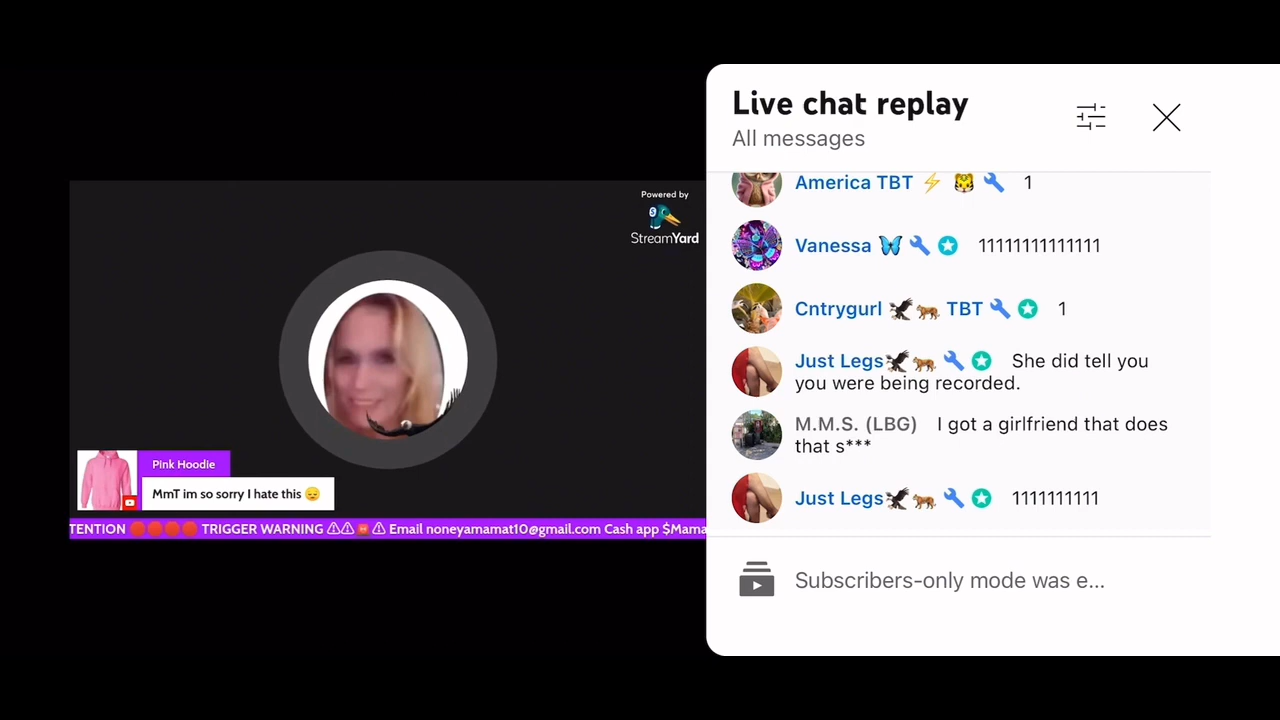 Powered by
StreamYard
Pink Hoodie
MmT im so sorry I hate this 😔
TENTION 🛑🛑🛑🛑 TRIGGER WARNING ⚠⚠🚨⚠ Email noneyamamat10@gmail.com Cash app $Mama
Live chat replay
All messages
America TBT ⚡ 🐯 🔧 1
Vanessa 🦋 🔧 11111111111111
Cntrygurl 🦅🐅 TBT 🔧 1
Just Legs🦅🐅 🔧 She did tell you
you were being recorded.
M.M.S. (LBG) I got a girlfriend that does
that s***
Just Legs🦅🐅 🔧 1111111111
Subscribers-only mode was e...